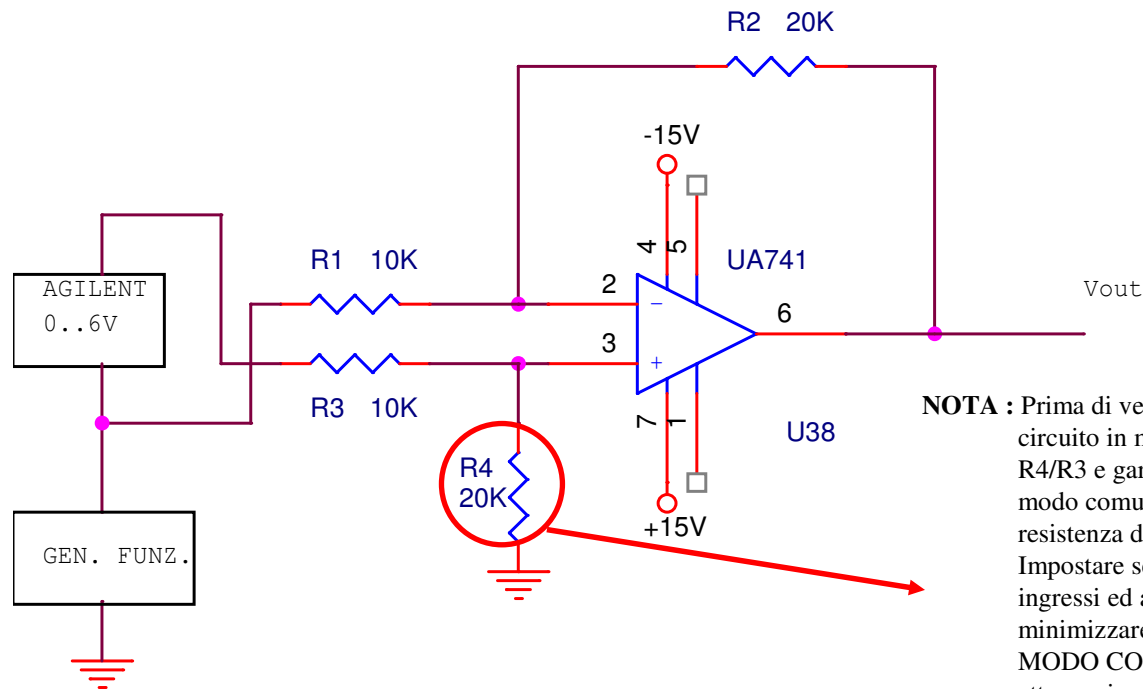 R2 20K
-15V
4
5
UA741
R1 10K
2
AGILENT
0..6V
Vout
6
3
R3 10K
NOTA : Prima di ve
circuito in
R4/R3 e gar
modo comu
resistenza d
Impostare s
ingressi ed a
minimizzare
MODO CO
7
1
U38
R4
20K
+15V
GEN. FUNZ.